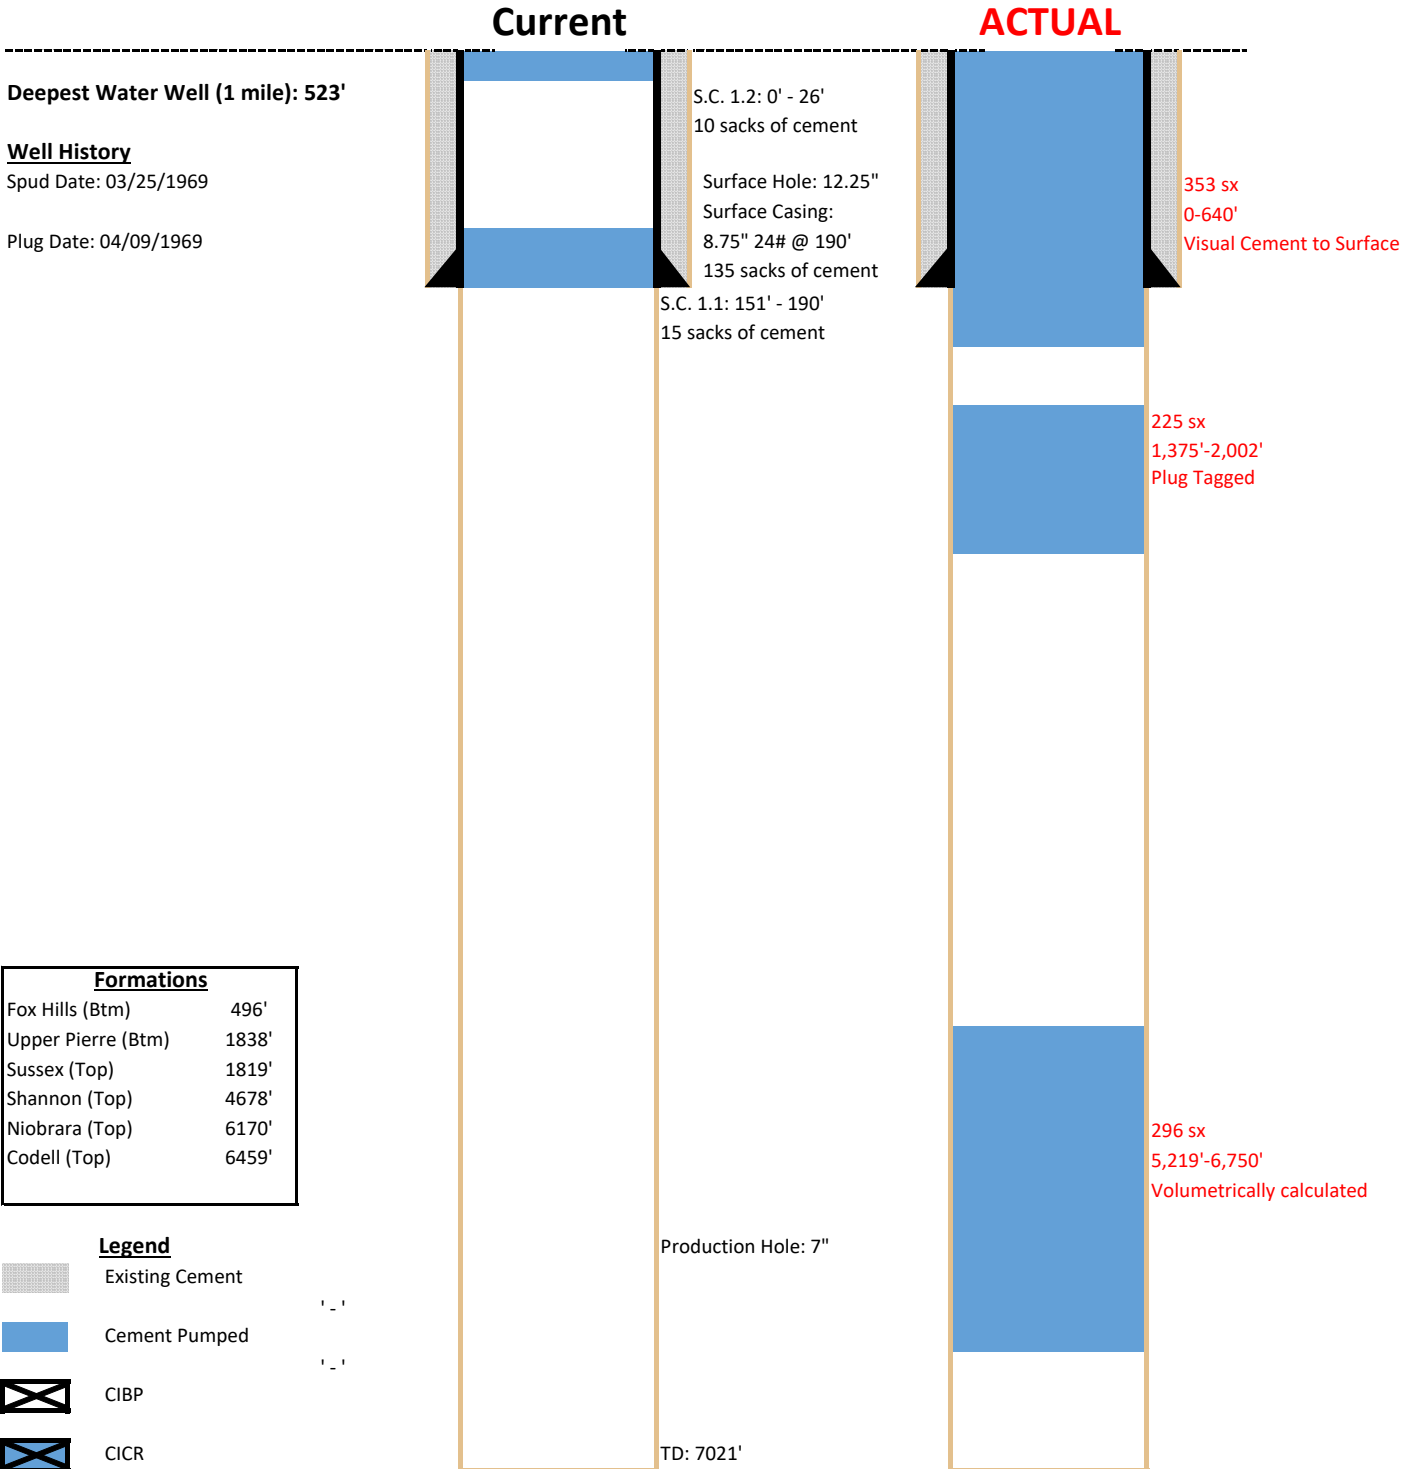 Current
ACTUAL
Deepest Water Well (1 mile): 523'
Well History
Spud Date: 03/25/1969
Plug Date: 04/09/1969
S.C. 1.2: 0' - 26'
10 sacks of cement
Surface Hole: 12.25"
Surface Casing:
8.75" 24# @ 190'
135 sacks of cement
S.C. 1.1: 151' - 190'
15 sacks of cement
353 sx
0-640'
Visual Cement to Surface
225 sx
1,375'-2,002'
Plug Tagged
Formations
Fox Hills (Btm) 496'
Upper Pierre (Btm) 1838'
Sussex (Top) 1819'
Shannon (Top) 4678'
Niobrara (Top) 6170'
Codell (Top) 6459'
296 sx
5,219'-6,750'
Volumetrically calculated
Production Hole: 7"
Legend
Existing Cement
' - '
Cement Pumped
' - '
CIBP
CICR
TD: 7021'